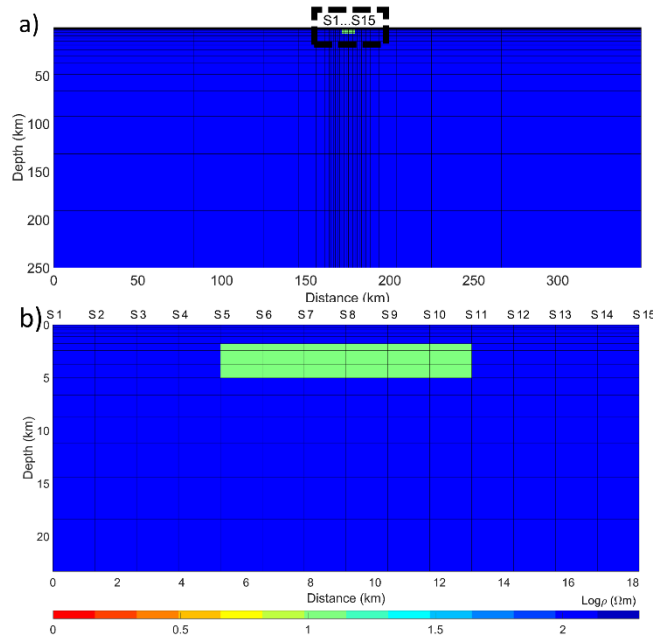 a)
S1...S15
50
100
150
200
250
Depth (km)
0 50 100 150 200 250 300
Distance (km)
b)
S1 S2 S3 S4 S5 S6 S7 S8 S9 S10 S11 S12 S13 S14 S15
0
5
10
15
20
Depth (km)
0 2 4 6 8 10 12 14 16 18
Distance (km)
Logρ (Ωm)
0 0.5 1 1.5 2